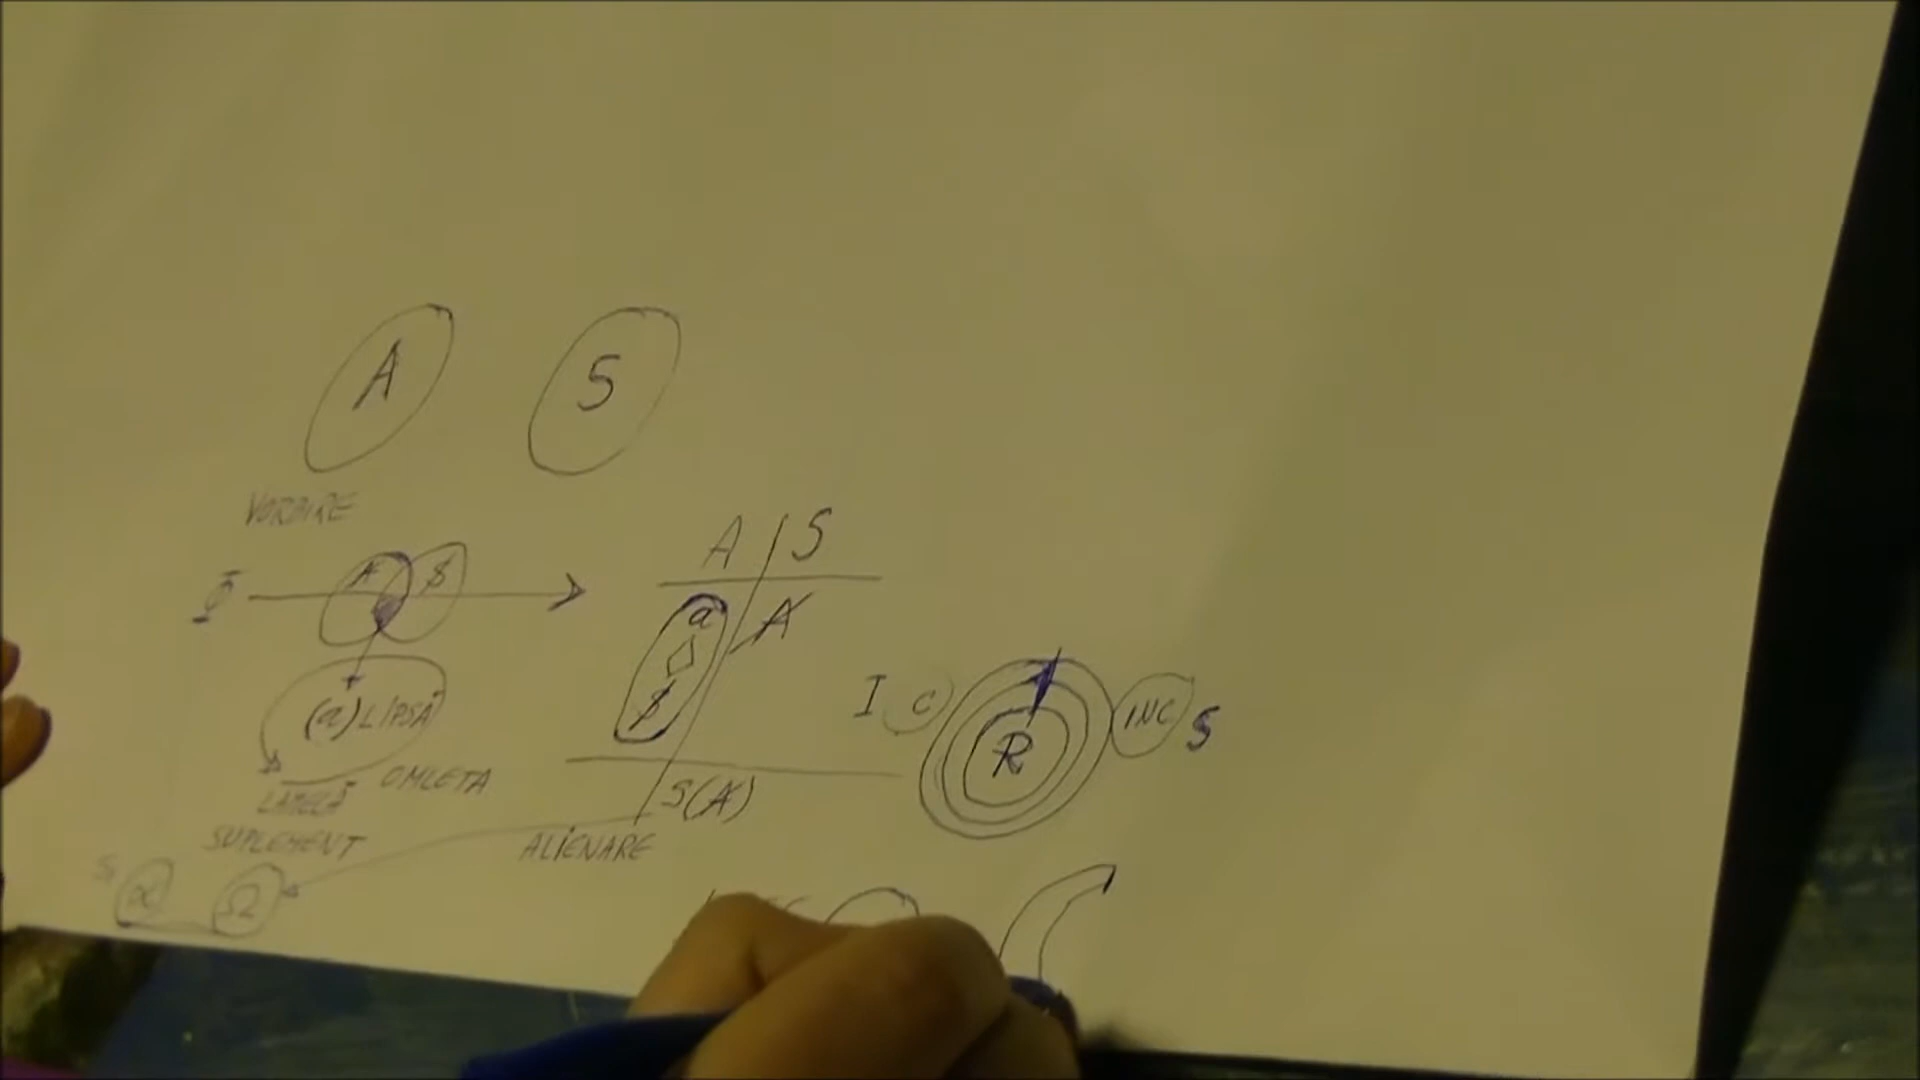 A S
VORBIRE
Φ A̸ $
A S
a A̸
◇
$
(a) LIPSĂ
I C R INC S
LAMELĂ OMLETA
S(A̸)
SUPLEMENT ALIENARE
α Ω